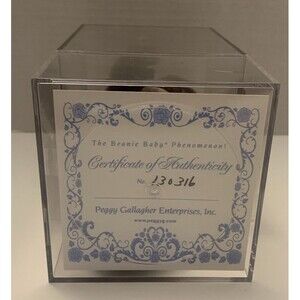 The Beanie Baby® Phenomenon!
Certificate of Authenticity
No. 130316
Peggy Gallagher Enterprises, Inc.
www.peggyg.com